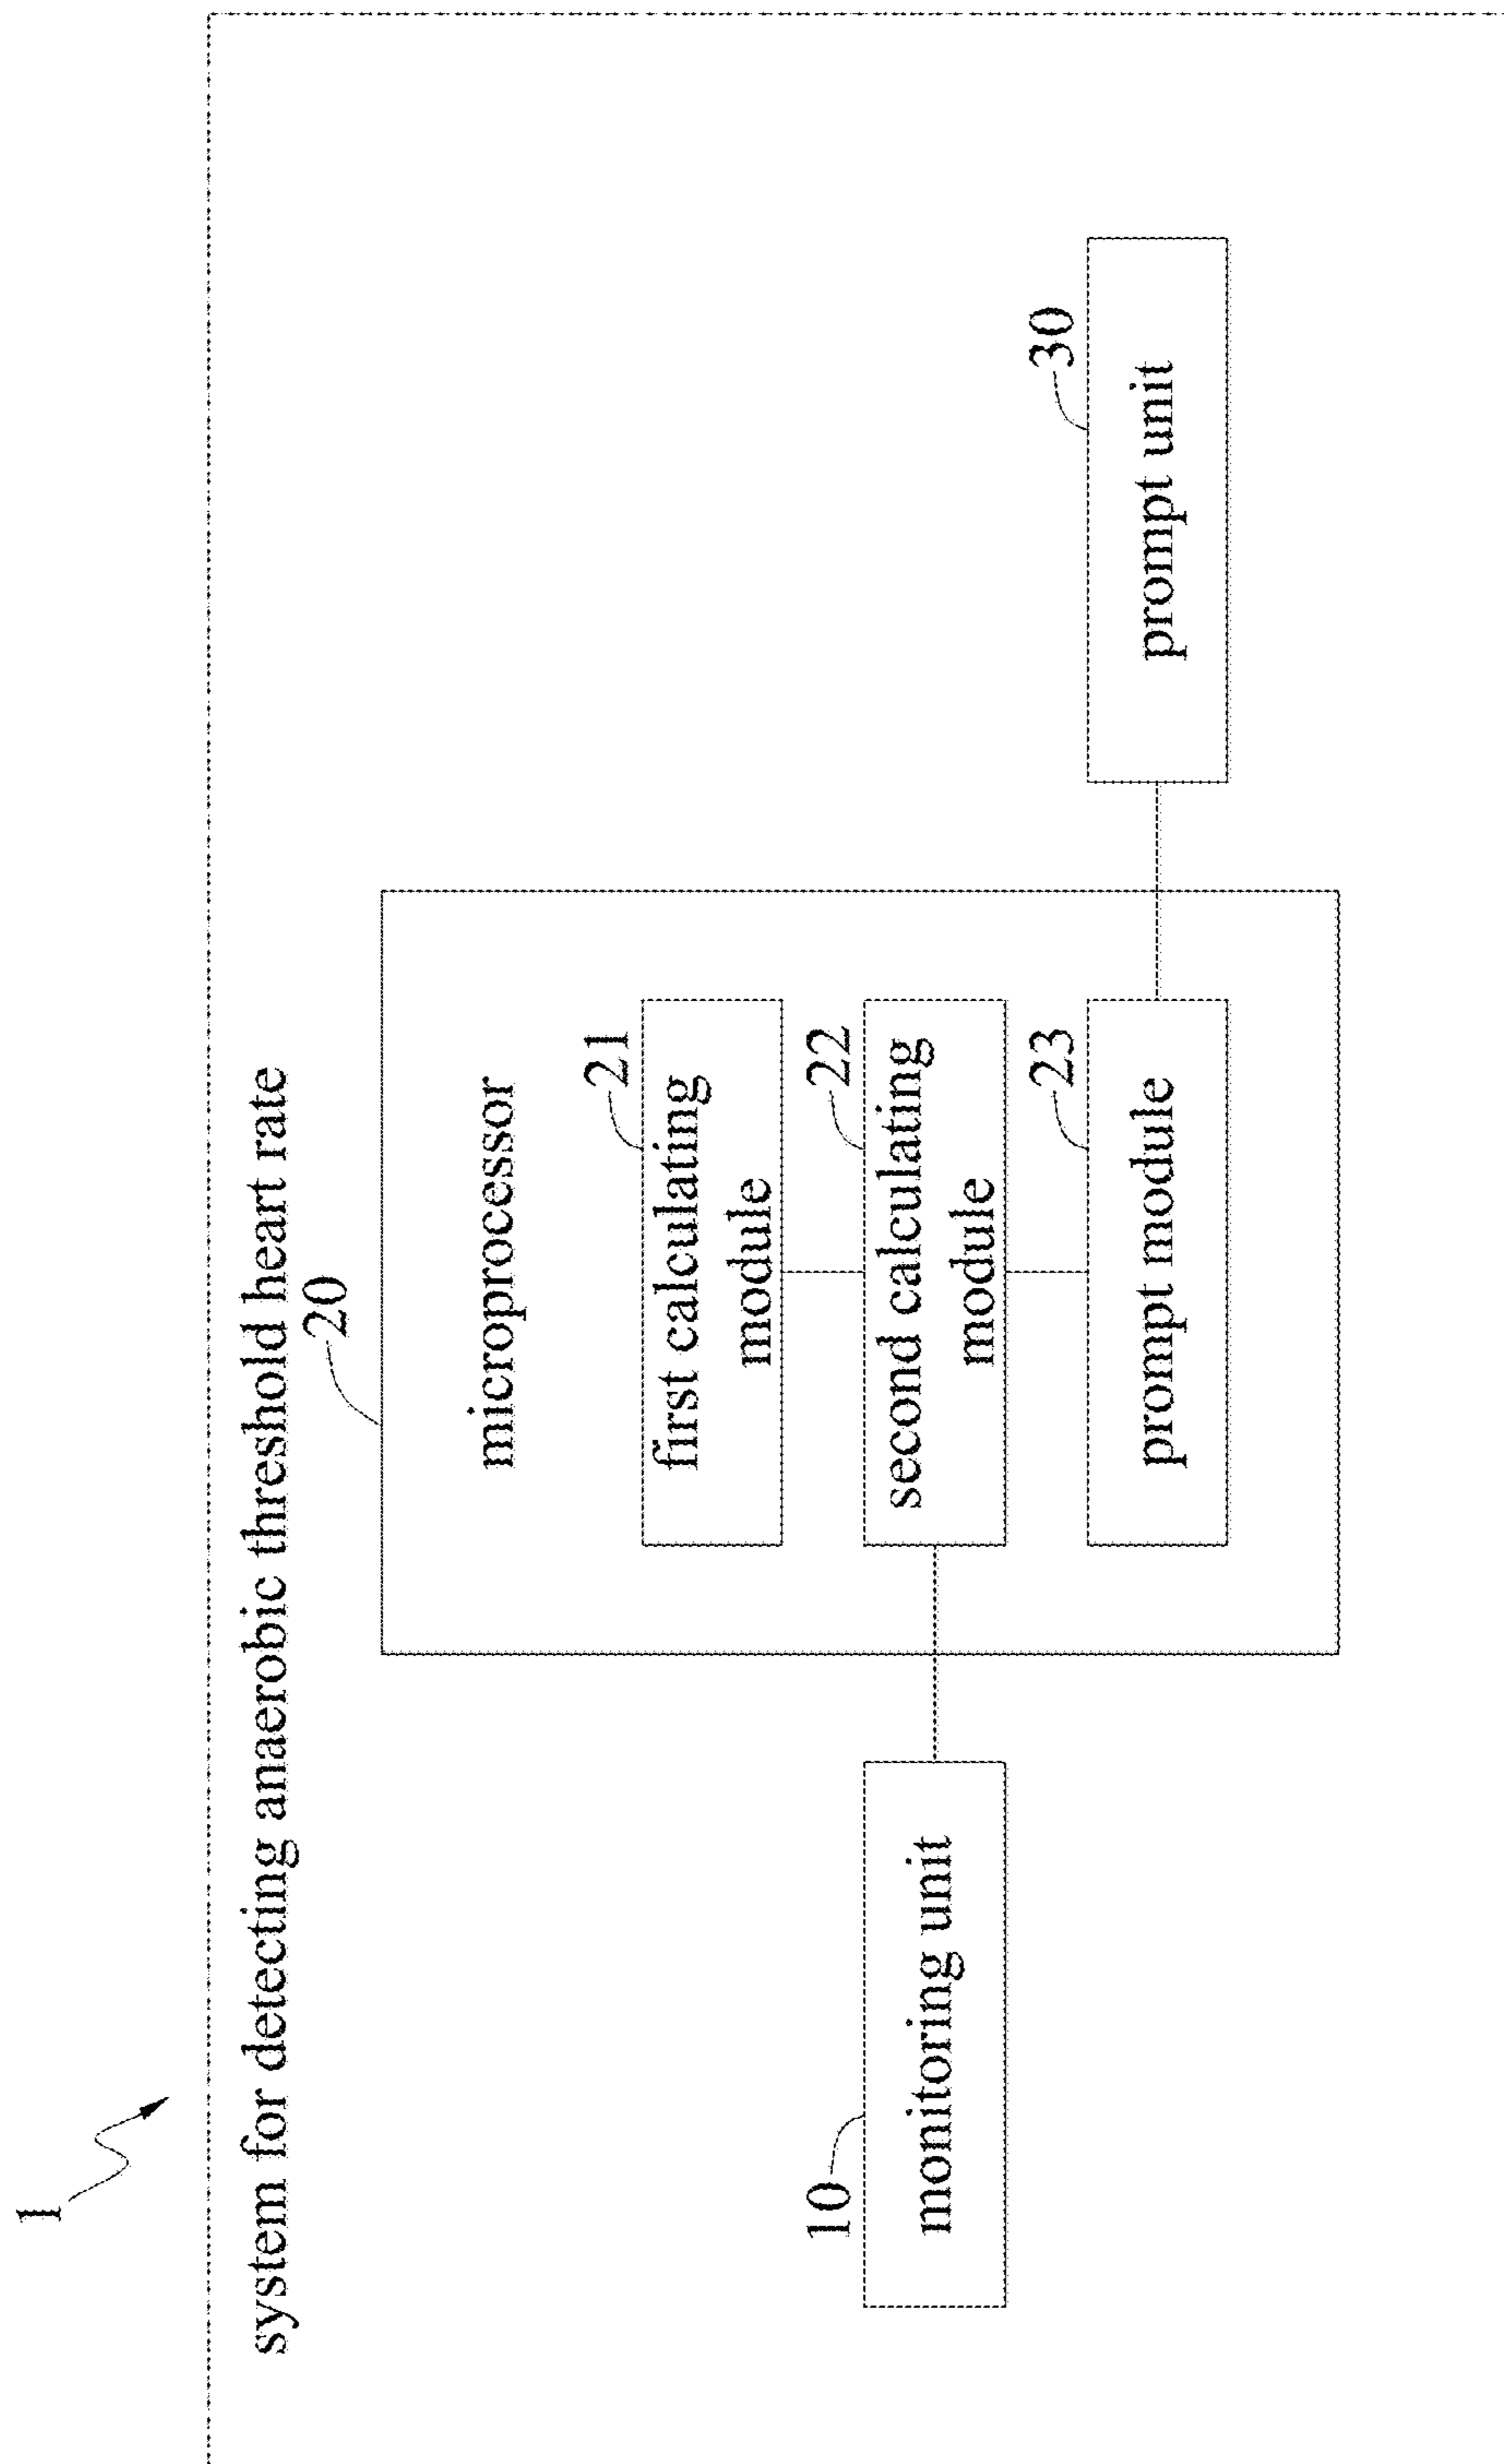 1
system for detecting anaerobic threshold heart rate
20
microprocessor
21
first calculating
module
10
monitoring unit
22
second calculating
module
23
prompt module
30
prompt unit